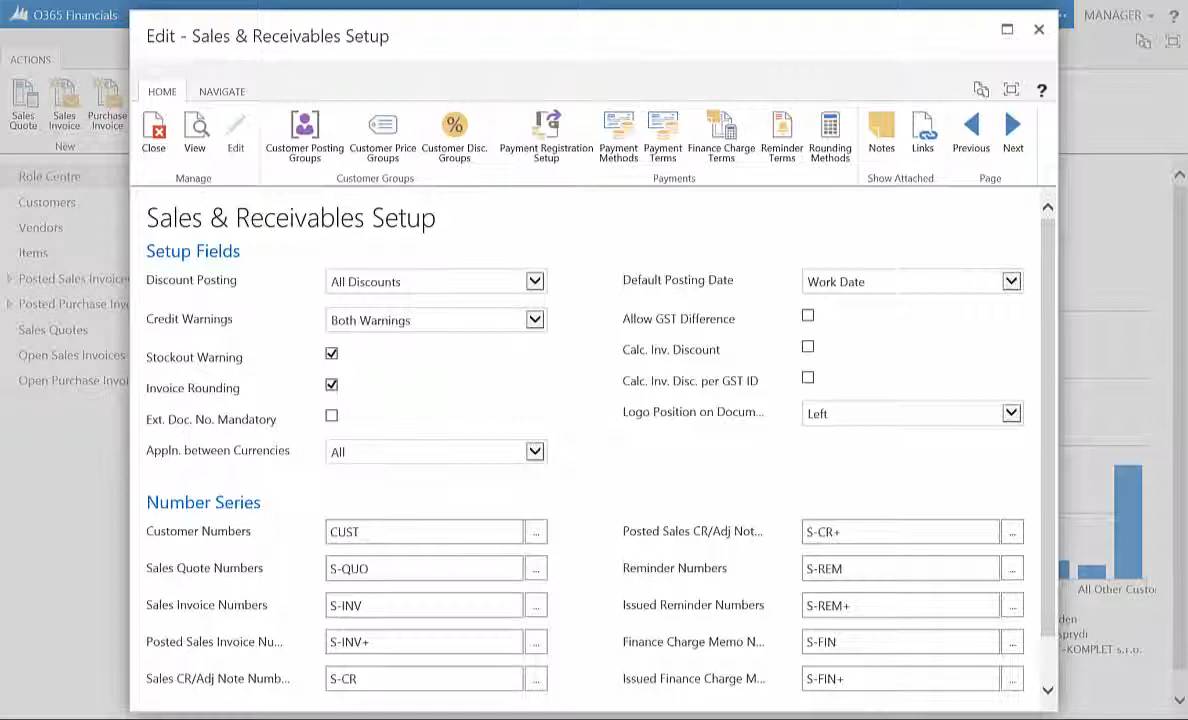 O365 Financials
MANAGER
?
ACTIONS
Sales Quote
Sales Invoice
Purchase Invoice
New
Role Centre
Customers
Vendors
Items
Posted Sales Invoice
Posted Purchase Inv
Sales Quotes
Open Sales Invoices
Open Purchase Invoi
Edit - Sales & Receivables Setup
HOME
NAVIGATE
?
Close
View
Edit
Customer Posting Groups
Customer Price Groups
Customer Disc. Groups
Payment Registration Setup
Payment Methods
Payment Terms
Finance Charge Terms
Reminder Terms
Rounding Methods
Notes
Links
Previous
Next
Manage
Customer Groups
Payments
Show Attached
Page
Sales & Receivables Setup
Setup Fields
Discount Posting
All Discounts
Default Posting Date
Work Date
Credit Warnings
Both Warnings
Allow GST Difference
Stockout Warning
Calc. Inv. Discount
Invoice Rounding
Calc. Inv. Disc. per GST ID
Ext. Doc. No. Mandatory
Logo Position on Docum...
Left
Appln. between Currencies
All
Number Series
Customer Numbers
CUST
...
Posted Sales CR/Adj Not...
S-CR+
...
Sales Quote Numbers
S-QUO
...
Reminder Numbers
S-REM
...
Sales Invoice Numbers
S-INV
...
Issued Reminder Numbers
S-REM+
...
Posted Sales Invoice Nu...
S-INV+
...
Finance Charge Memo N...
S-FIN
...
Sales CR/Adj Note Numb...
S-CR
...
Issued Finance Charge M...
S-FIN+
...
All Other Custo
den
sprydi
-KOMPLET s.r.o.